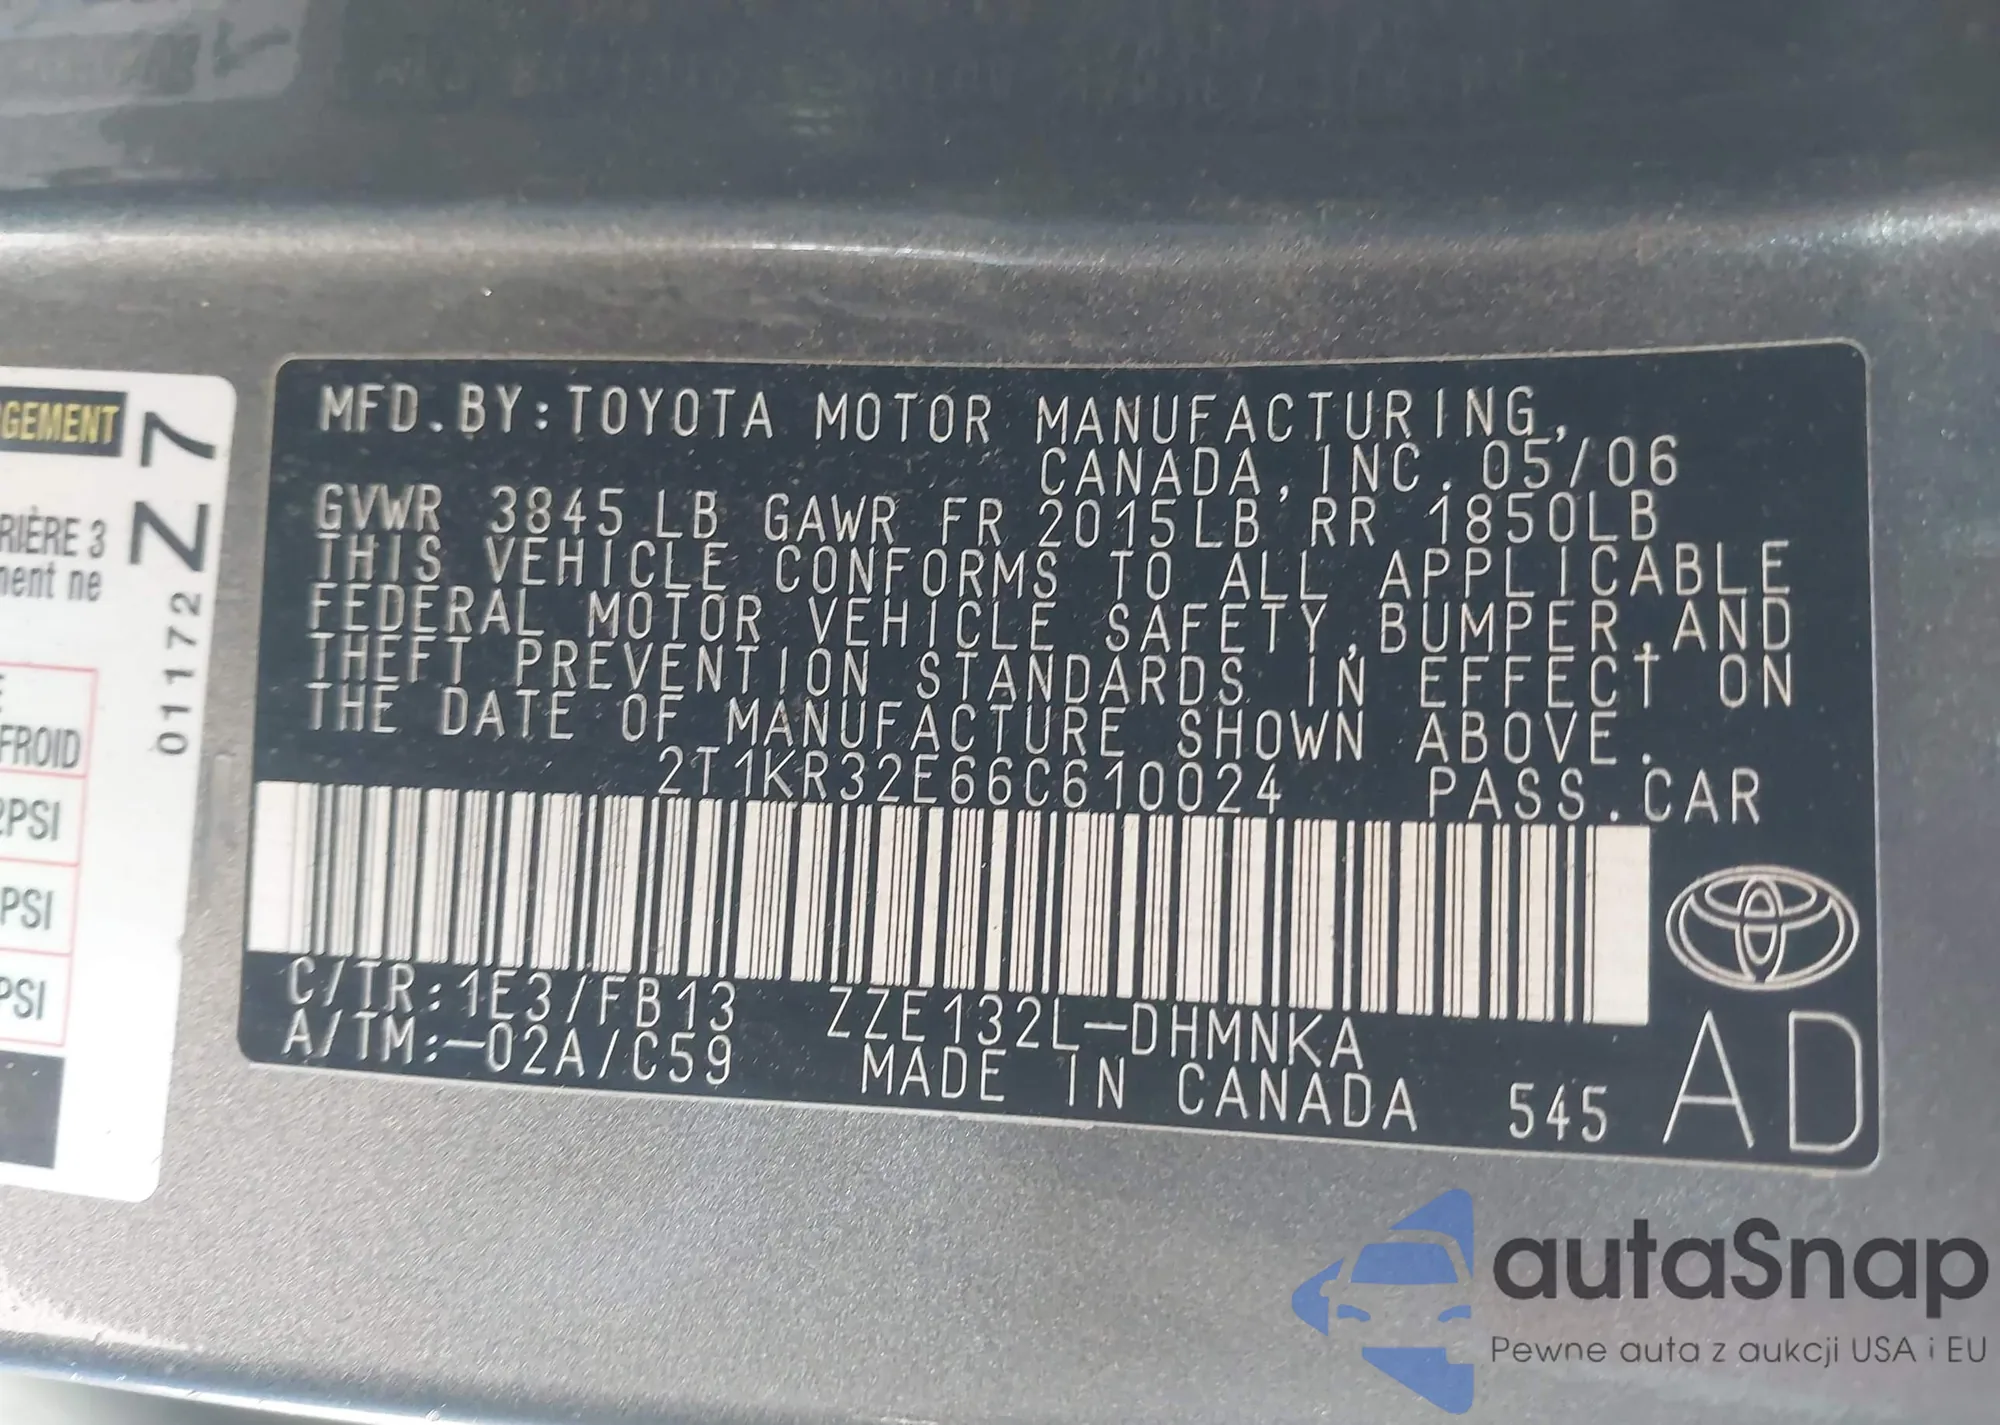 GEMENT
RIÈRE 3
ment ne
FROID
PSI
PSI
PSI
Z7
01172
MFD.BY:TOYOTA MOTOR MANUFACTURING,
CANADA,INC.05/06
GVWR 3845LB GAWR FR 2015LB RR 1850LB
THIS VEHICLE CONFORMS TO ALL APPLICABLE
FEDERAL MOTOR VEHICLE SAFETY,BUMPER,AND
THEFT PREVENTION STANDARDS IN EFFECT ON
THE DATE OF MANUFACTURE SHOWN ABOVE.
2T1KR32E66C610024 PASS.CAR
C/TR:1E3/FB13 ZZE132L-DHMNKA
A/TM:-02A/C59 MADE IN CANADA 545
AD
autaSnap
Pewne auta z aukcji USA i EU